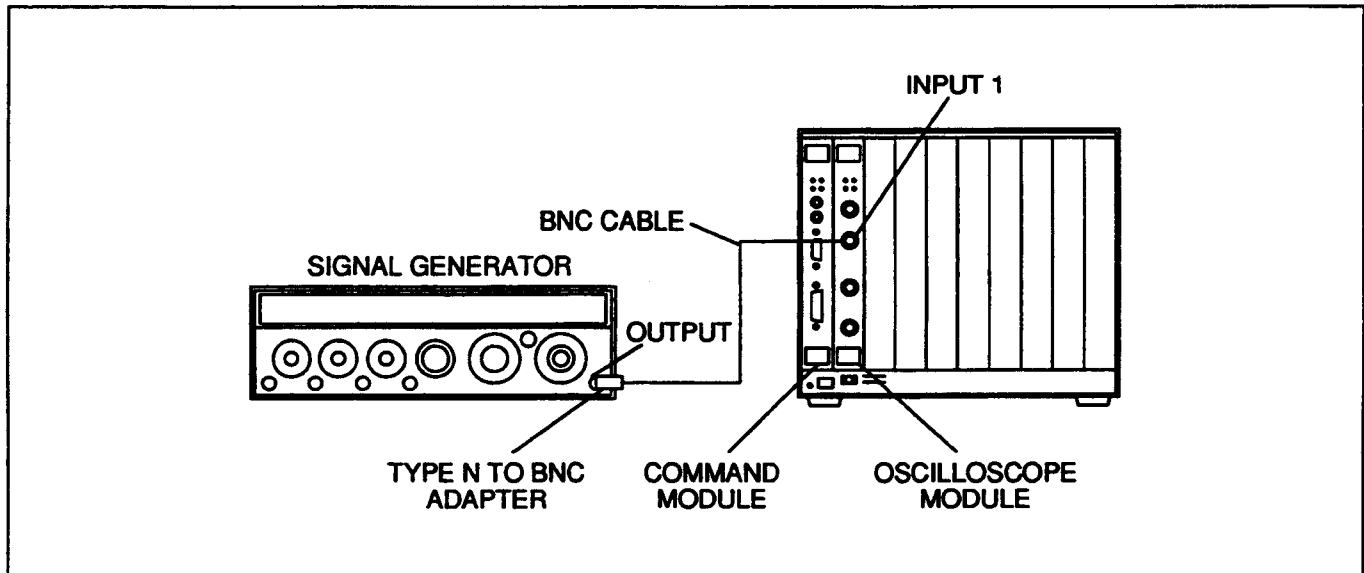 INPUT 1
BNC CABLE
SIGNAL GENERATOR
OUTPUT
TYPE N TO BNC
ADAPTER
COMMAND
MODULE
OSCILLOSCOPE
MODULE